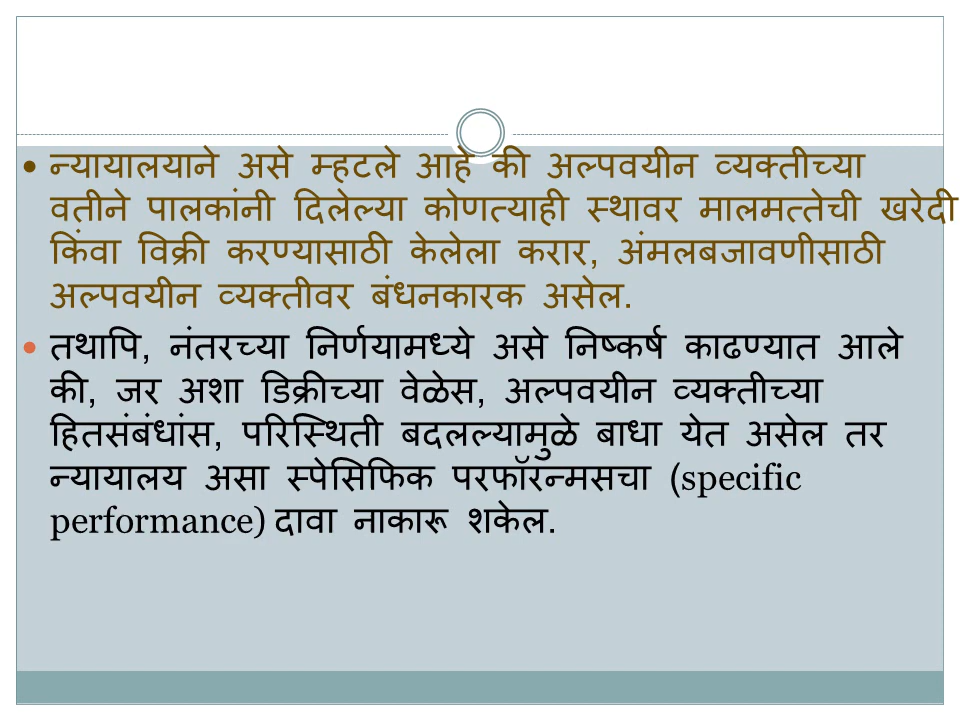 • न्यायालयाने असे म्हटले आहे की अल्पवयीन व्यक्तीच्या
वतीने पालकांनी दिलेल्या कोणत्याही स्थावर मालमत्तेची खरेदी
किंवा विक्री करण्यासाठी केलेला करार, अंमलबजावणीसाठी
अल्पवयीन व्यक्तीवर बंधनकारक असेल.
• तथापि, नंतरच्या निर्णयामध्ये असे निष्कर्ष काढण्यात आले
की, जर अशा डिक्रीच्या वेळेस, अल्पवयीन व्यक्तीच्या
हितसंबंधांस, परिस्थिती बदलल्यामुळे बाधा येत असेल तर
न्यायालय असा स्पेसिफिक परफॉरन्मसचा (specific
performance) दावा नाकारू शकेल.